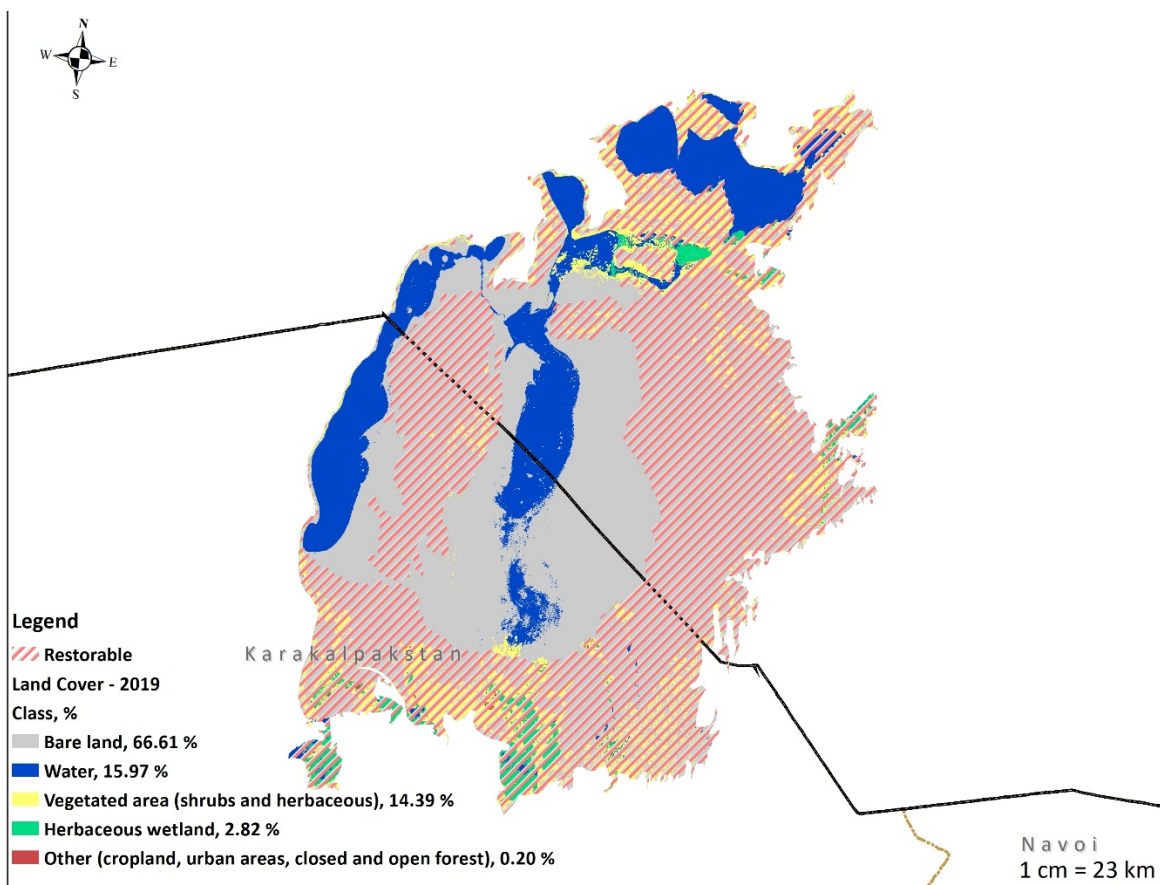 N
W E
S
Legend
Restorable
Karakalpakstan
Land Cover - 2019
Class, %
Bare land, 66.61 %
Water, 15.97 %
Vegetated area (shrubs and herbaceous), 14.39 %
Herbaceous wetland, 2.82 %
Other (cropland, urban areas, closed and open forest), 0.20 %
Navoi
1 cm = 23 km